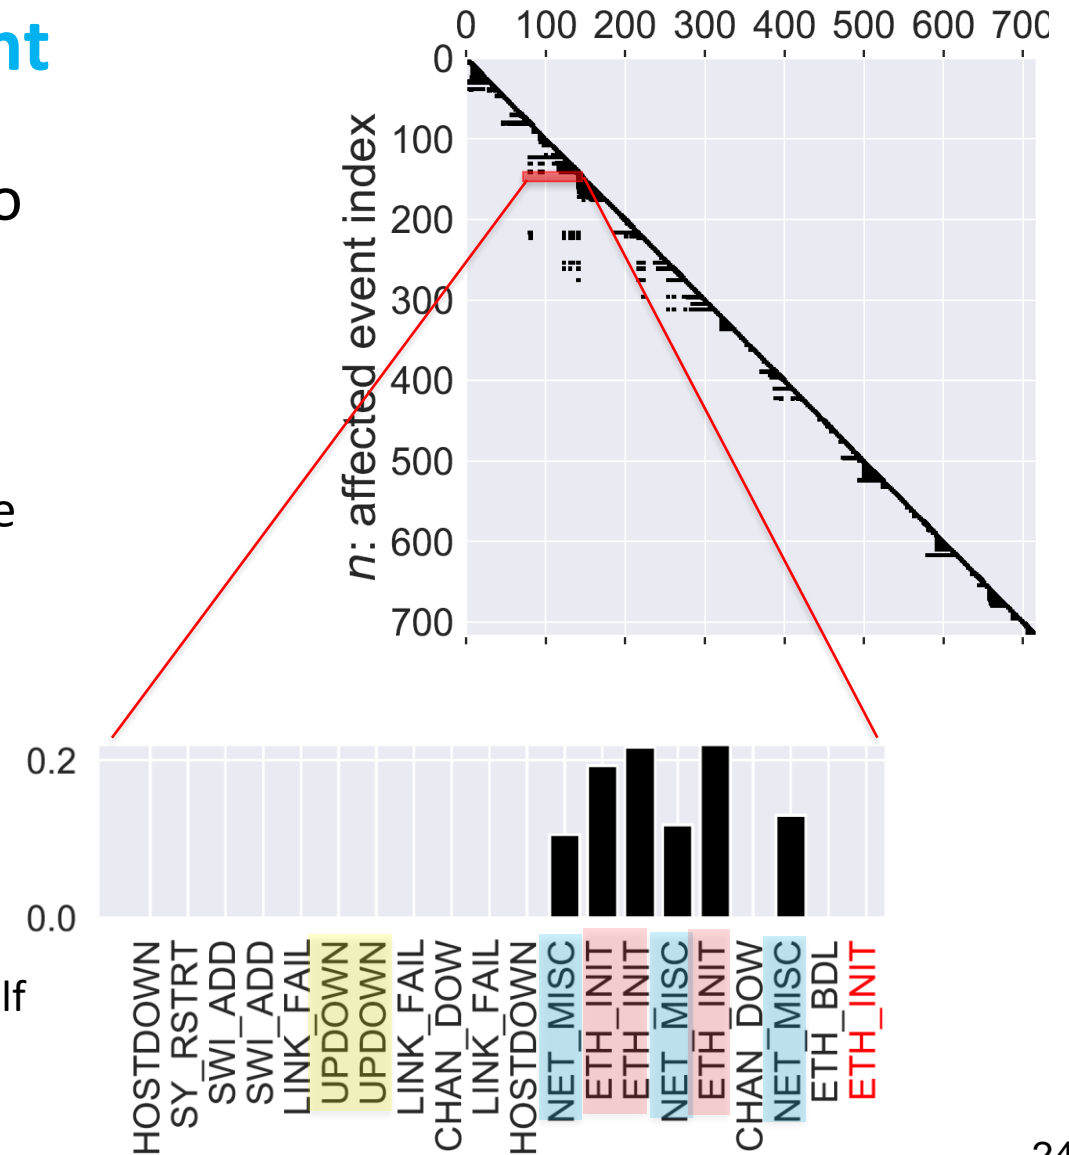 nt
0 100 200 300 400 500 600 700
0
o
100
200
300
400
500
600
700
n: affected event index
e
0.2
0.0
lf
HOSTDOWN
SY_RSTRT
SWI_ADD
SWI_ADD
LINK_FAIL
UPDOWN
UPDOWN
LINK_FAIL
CHAN_DOW
LINK_FAIL
HOSTDOWN
NET_MISC
ETH_INIT
ETH_INIT
NET_MISC
ETH_INIT
CHAN_DOW
NET_MISC
ETH_BDL
ETH_INIT
24